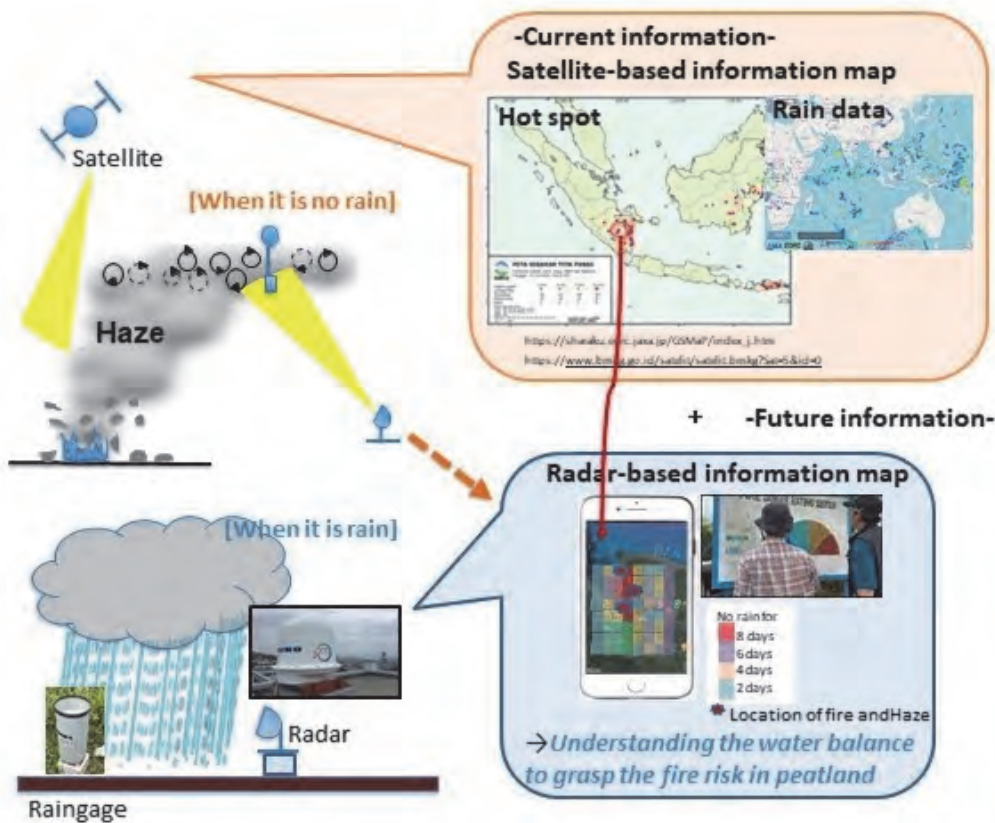 -Current information-
Satellite-based information map
Hot spot
Rain data
Satellite
[When it is no rain]
Haze
+ -Future information-
Radar-based information map
[When it is rain]
No rain for
8 days
6 days
4 days
2 days
Location of fire andHaze
Radar
→Understanding the water balance
to grasp the fire risk in peatland
Raingage